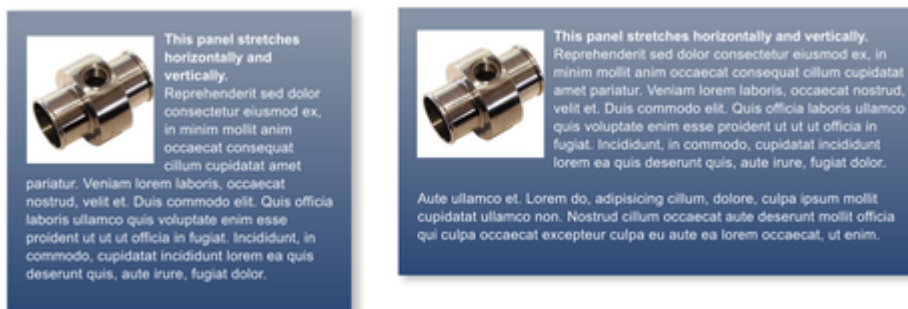 This panel stretches
horizontally and
vertically.
Reprehenderit sed dolor
consectetur eiusmod ex,
in minim mollit anim
occaecat consequat
cillum cupidatat amet
pariatur. Veniam lorem laboris, occaecat
nostrud, velit et. Duis commodo elit. Quis officia
laboris ullamco quis voluptate enim esse
proident ut ut ut officia in fugiat. Incididunt, in
commodo, cupidatat incididunt lorem ea quis
deserunt quis, aute irure, fugiat dolor.
This panel stretches horizontally and vertically.
Reprehenderit sed dolor consectetur eiusmod ex, in
minim mollit anim occaecat consequat cillum cupidatat
amet pariatur. Veniam lorem laboris, occaecat nostrud,
velit et. Duis commodo elit. Quis officia laboris ullamco
quis voluptate enim esse proident ut ut ut officia in
fugiat. Incididunt, in commodo, cupidatat incididunt
lorem ea quis deserunt quis, aute irure, fugiat dolor.
Aute ullamco et. Lorem do, adipisicing cillum, dolore, culpa ipsum mollit
cupidatat ullamco non. Nostrud cillum occaecat aute deserunt mollit officia
qui culpa occaecat excepteur culpa eu aute ea lorem occaecat, ut enim.